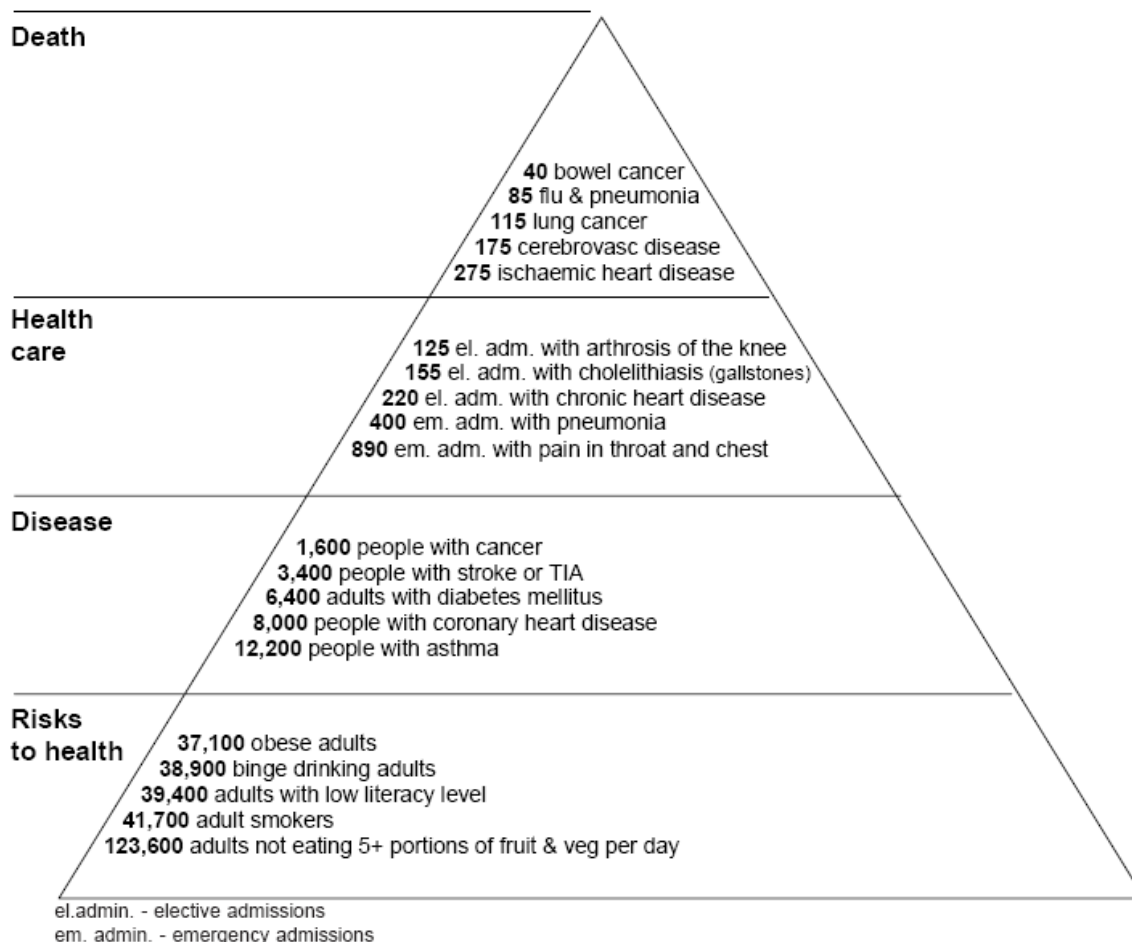 Death
40 bowel cancer
85 flu & pneumonia
115 lung cancer
175 cerebrovasc disease
275 ischaemic heart disease
Health
care
125 el. adm. with arthrosis of the knee
155 el. adm. with cholelithiasis (gallstones)
220 el. adm. with chronic heart disease
400 em. adm. with pneumonia
890 em. adm. with pain in throat and chest
Disease
1,600 people with cancer
3,400 people with stroke or TIA
6,400 adults with diabetes mellitus
8,000 people with coronary heart disease
12,200 people with asthma
Risks
to health
37,100 obese adults
38,900 binge drinking adults
39,400 adults with low literacy level
41,700 adult smokers
123,600 adults not eating 5+ portions of fruit & veg per day
el.admin. - elective admissions
em. admin. - emergency admissions